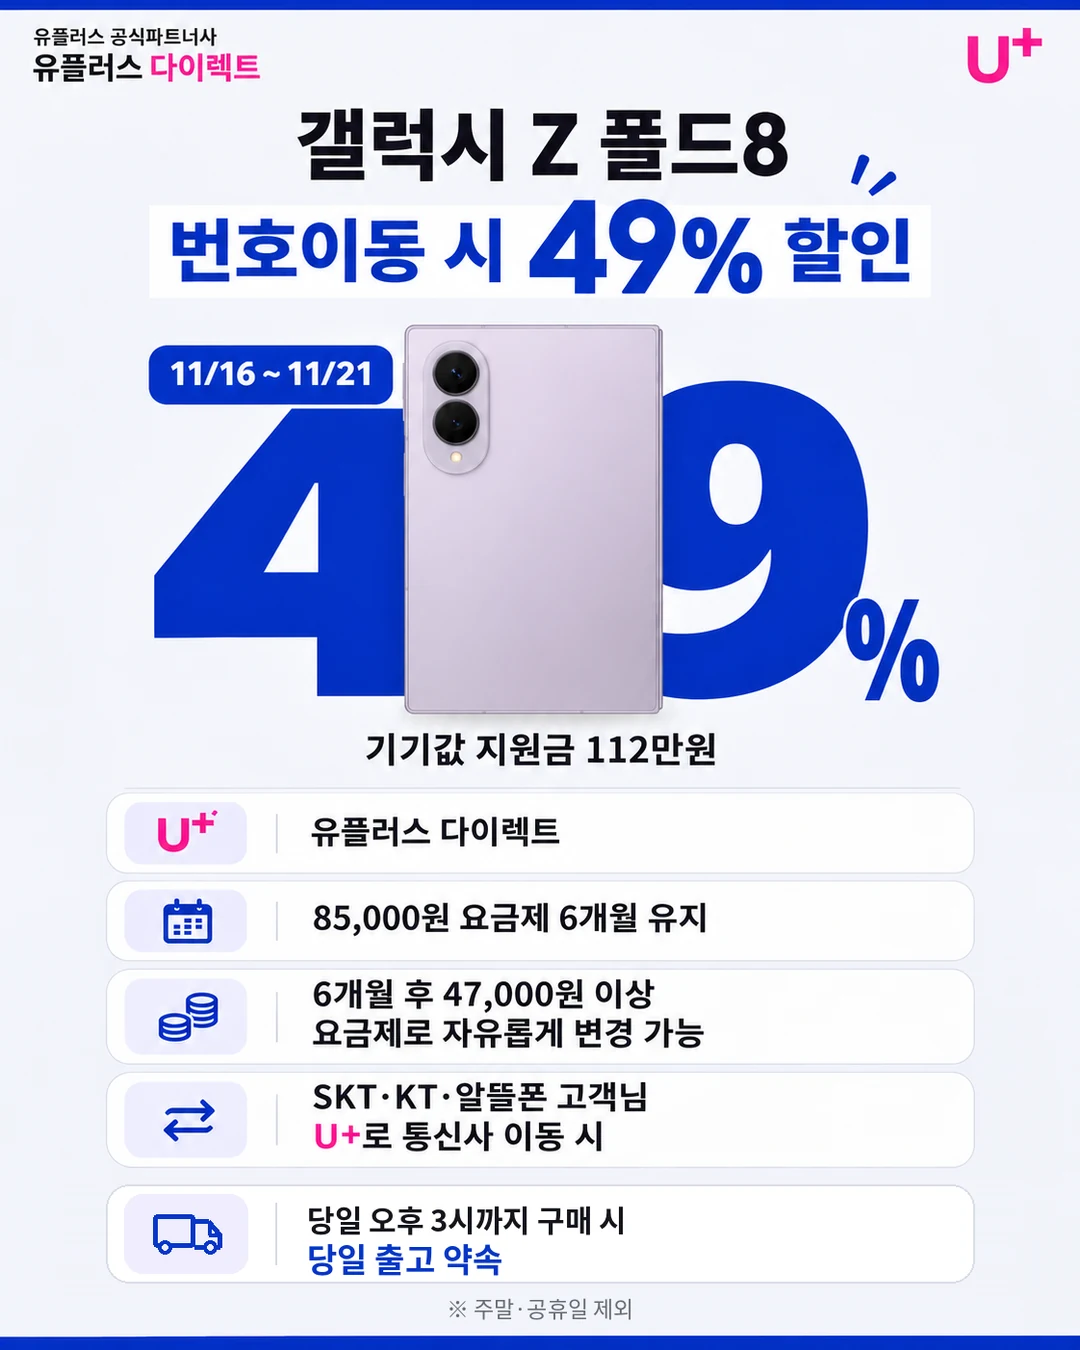 유플러스 공식파트너사
유플러스 다이렉트
U+
갤럭시 Z 폴드8
번호이동 시 49% 할인
11/16 ~ 11/21
49%
기기값 지원금 112만원
U+
유플러스 다이렉트
85,000원 요금제 6개월 유지
6개월 후 47,000원 이상
요금제로 자유롭게 변경 가능
SKT·KT·알뜰폰 고객님
U+로 통신사 이동 시
당일 오후 3시까지 구매 시
당일 출고 약속
※ 주말·공휴일 제외